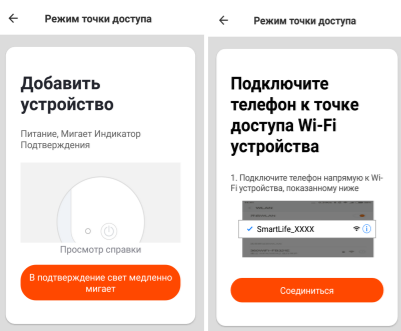 Режим точки доступа
Добавить
устройство
Питание, Мигает Индикатор
Подтверждения
Просмотр справки
В подтверждение свет медленно
мигает
Режим точки доступа
Подключите
телефон к точке
доступа Wi-Fi
устройства
1. Подключите телефон напрямую к Wi-
Fi устройства, показанному ниже
SmartLife_XXXX
Соединиться